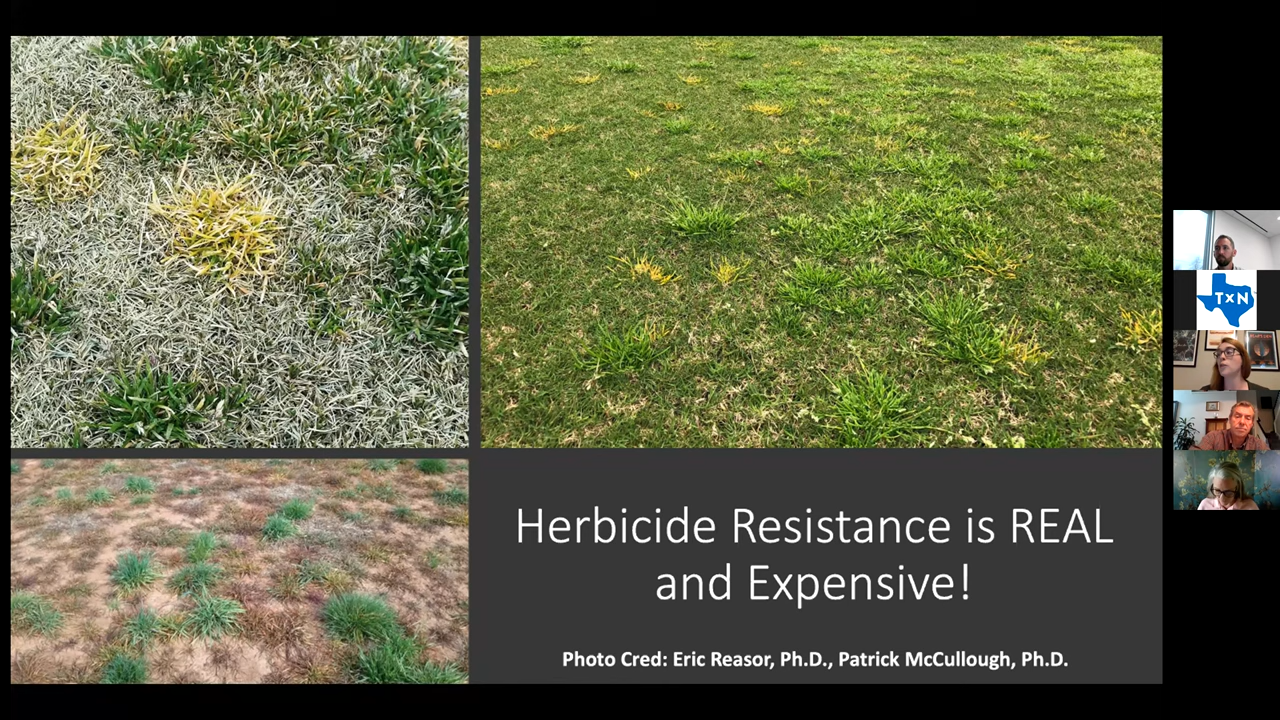 Herbicide Resistance is REAL
and Expensive!
Photo Cred: Eric Reasor, Ph.D., Patrick McCullough, Ph.D.
TXN